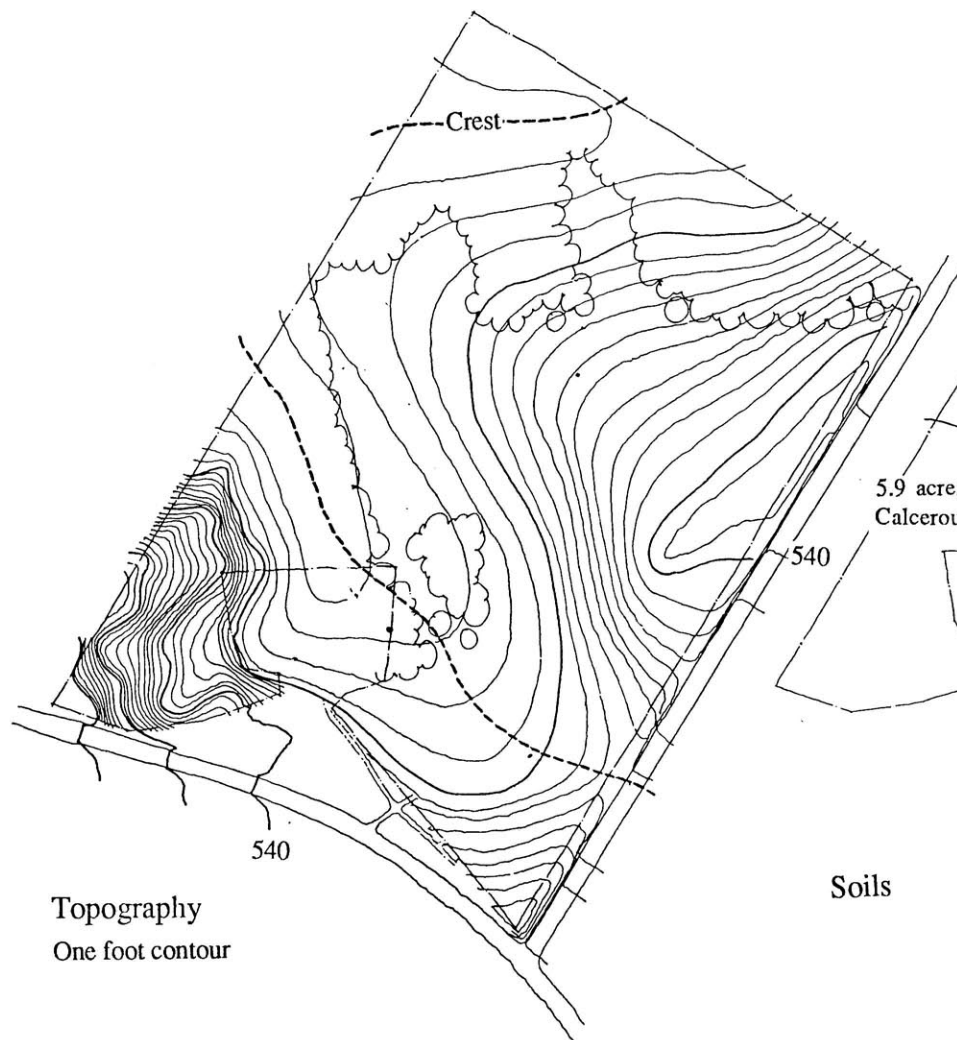 Crest
5.9 acre
Calcerou
540
540
Soils
Topography
One foot contour